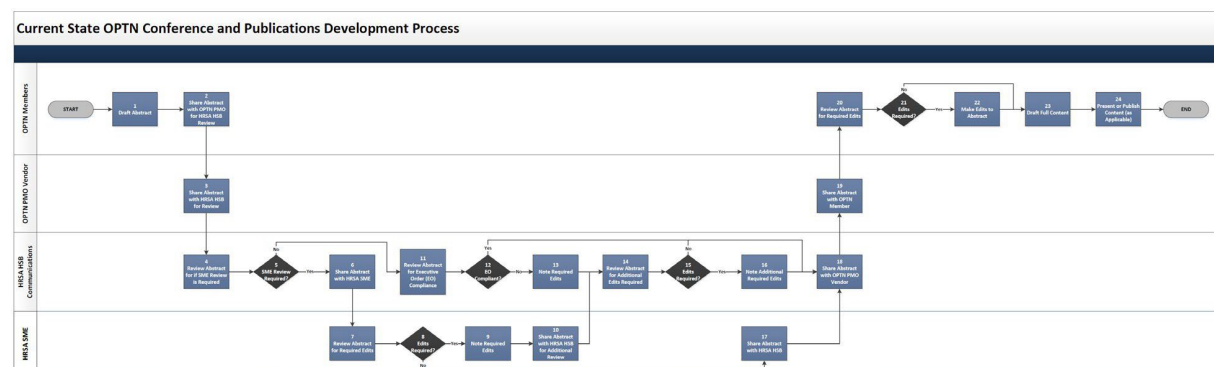 Current State OPTN Conference and Publications Development Process
OPTN Members
START
1
Draft Abstract
2
Share Abstract
with OPTN PMO
for HRSA HSB
Review
20
Review Abstract
for Required Edits
No
21
Edits
Required?
Yes
22
Make Edits to
Abstract
23
Draft Full Content
24
Present or Publish
Content (as
Applicable)
END
OPTN PMO Vendor
3
Share Abstract
with HRSA HSB
for Review
19
Share Abstract
with OPTN
Member
HRSA HSB
Communications
4
Review Abstract
for if SME Review
is Required
No
5
SME Review
Required?
Yes
6
Share Abstract
with HRSA SME
11
Review Abstract
for Executive
Order (EO)
Compliance
Yes
12
EO
Compliant?
No
13
Note Required
Edits
14
Review Abstract
for Additional
Edits Required
No
15
Edits
Required?
Yes
16
Note Additional
Required Edits
18
Share Abstract
with OPTN PMO
Vendor
HRSA SME
7
Review Abstract
for Required Edits
8
Edits
Required?
Yes
No
9
Note Required
Edits
10
Share Abstract
with HRSA HSB
for Additional
Review
17
Share Abstract
with HRSA HSB